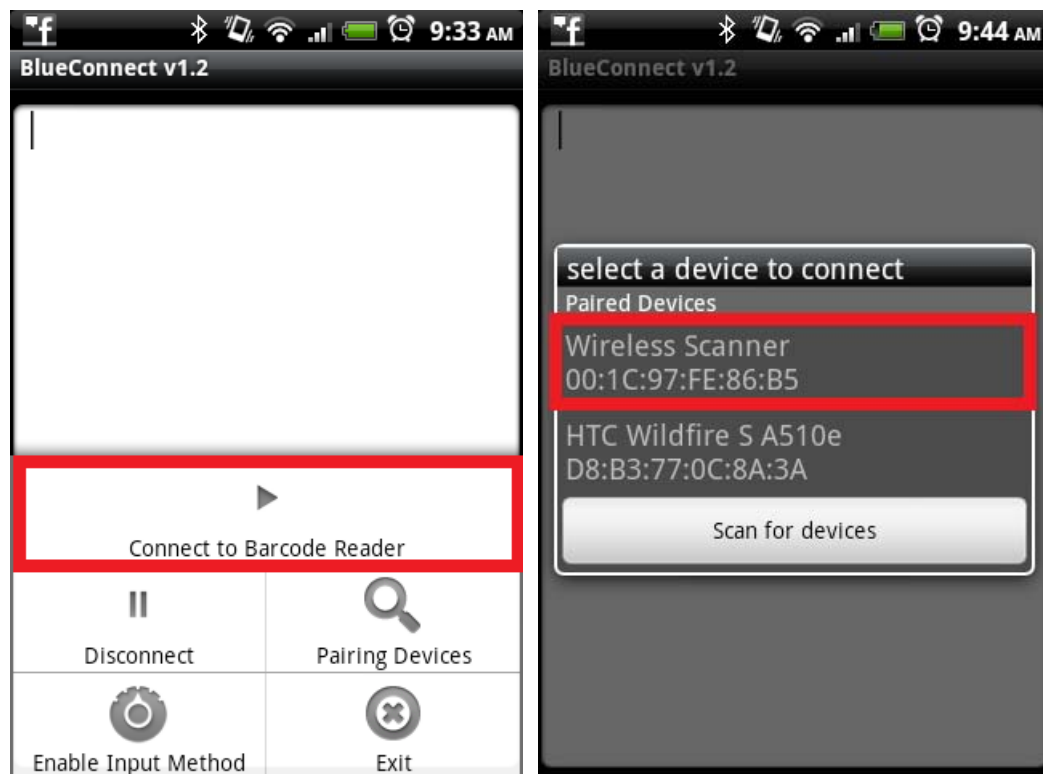 9:33 AM
BlueConnect v1.2
Connect to Barcode Reader
Disconnect
Pairing Devices
Enable Input Method
Exit
9:44 AM
BlueConnect v1.2
select a device to connect
Paired Devices
Wireless Scanner
00:1C:97:FE:86:B5
HTC Wildfire S A510e
D8:B3:77:0C:8A:3A
Scan for devices